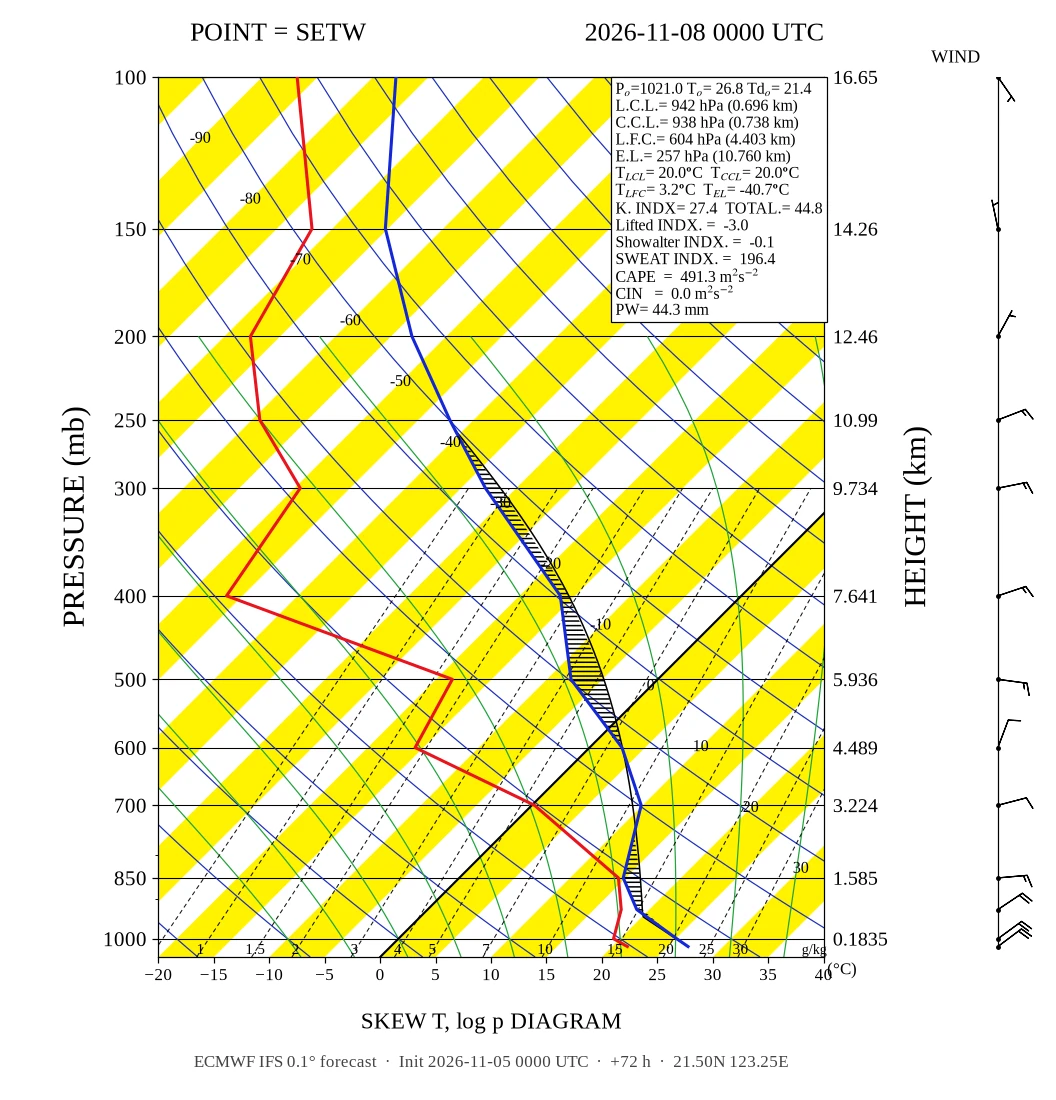 POINT = SETW 2026-11-08 0000 UTC
WIND
100 16.65
P_o=1021.0 T_o= 26.8 Td_o= 21.4
L.C.L.= 942 hPa (0.696 km)
C.C.L.= 938 hPa (0.738 km)
L.F.C.= 604 hPa (4.403 km)
E.L.= 257 hPa (10.760 km)
T_LCL= 20.0°C T_CCL= 20.0°C
T_LFC= 3.2°C T_EL= -40.7°C
K. INDX= 27.4 TOTAL.= 44.8
Lifted INDX. = -3.0
Showalter INDX. = -0.1
SWEAT INDX. = 196.4
CAPE = 491.3 m²s⁻²
CIN = 0.0 m²s⁻²
PW= 44.3 mm
-90
-80
150 14.26
-70
-60
200 12.46
-50
250 10.99
-40
300 9.734
-30
-20
400 7.641
-10
500 5.936
0
10
600 4.489
700 3.224
20
30
850 1.585
1000 0.1835
1 1.5 2 3 4 5 7 10 15 20 25 30 g/kg
−20 −15 −10 −5 0 5 10 15 20 25 30 35 40 (°C)
PRESSURE (mb)
HEIGHT (km)
SKEW T, log p DIAGRAM
ECMWF IFS 0.1° forecast · Init 2026-11-05 0000 UTC · +72 h · 21.50N 123.25E